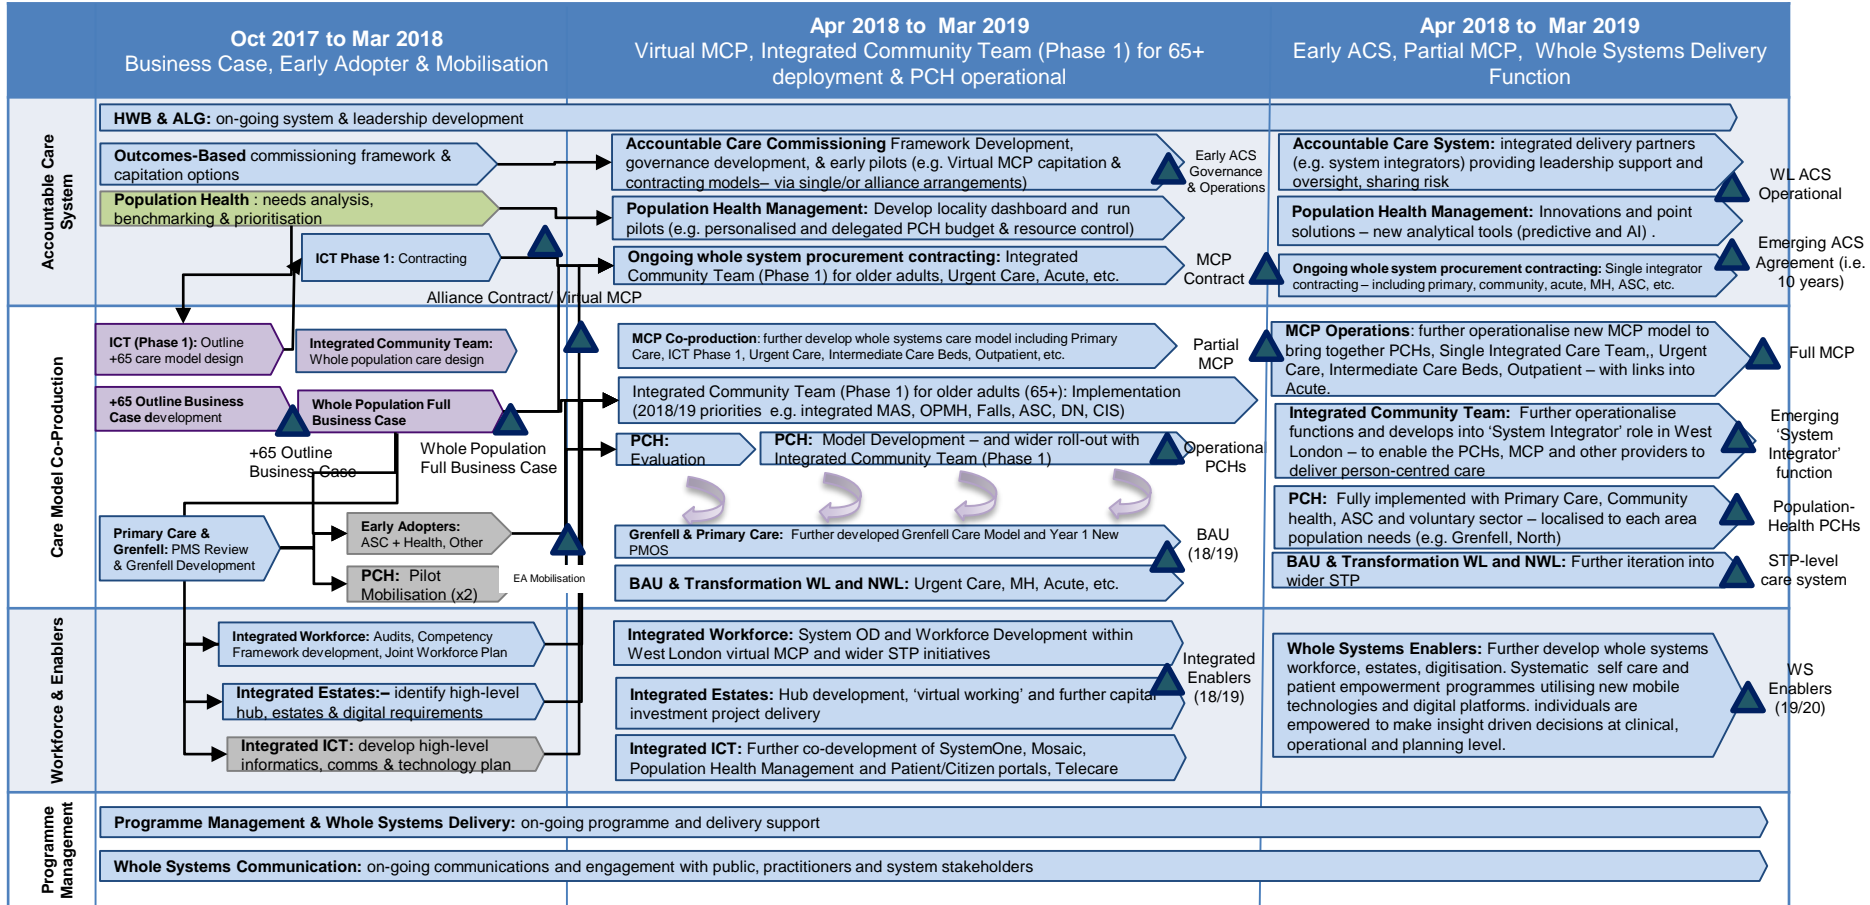 Oct 2017 to Mar 2018
Business Case, Early Adopter & Mobilisation
Apr 2018 to  Mar 2019
Virtual MCP, Integrated Community Team (Phase 1) for 65+
deployment & PCH operational
Apr 2018 to  Mar 2019
Early ACS, Partial MCP,  Whole Systems Delivery
Function
Accountable Care
System
HWB & ALG: on-going system & leadership development
Outcomes-Based commissioning framework &
capitation options
Population Health : needs analysis,
benchmarking & prioritisation
ICT Phase 1: Contracting
Alliance Contract/ Virtual MCP
Accountable Care Commissioning Framework Development,
governance development, & early pilots (e.g. Virtual MCP capitation &
contracting models– via single/or alliance arrangements)
Early ACS
Governance
& Operations
Population Health Management: Develop locality dashboard and  run
pilots (e.g. personalised and delegated PCH budget & resource control)
Ongoing whole system procurement contracting: Integrated
Community Team (Phase 1) for older adults, Urgent Care, Acute, etc.
MCP
Contract
Accountable Care System: integrated delivery partners
(e.g. system integrators) providing leadership support and
oversight, sharing risk
WL ACS
Operational
Population Health Management: Innovations and point
solutions – new analytical tools (predictive and AI) .
Emerging ACS
Agreement (i.e.
10 years)
Ongoing whole system procurement contracting: Single integrator
contracting – including primary, community, acute, MH, ASC, etc.
Care Model Co-Production
ICT (Phase 1): Outline
+65 care model design
Integrated Community Team:
Whole population care design
+65 Outline Business
Case development
Whole Population Full
Business Case
+65 Outline
Business Case
Whole Population
Full Business Case
Primary Care &
Grenfell: PMS Review
& Grenfell Development
Early Adopters:
ASC + Health, Other
PCH:  Pilot
Mobilisation (x2)
EA Mobilisation
MCP Co-production: further develop whole systems care model including Primary
Care, ICT Phase 1, Urgent Care, Intermediate Care Beds, Outpatient, etc.
Partial
MCP
Integrated Community Team (Phase 1) for older adults (65+): Implementation
(2018/19 priorities  e.g. integrated MAS, OPMH, Falls, ASC, DN, CIS)
PCH:
Evaluation
PCH:  Model Development – and wider roll-out with
Integrated Community Team (Phase 1)
Operational
PCHs
Grenfell & Primary Care:  Further developed Grenfell Care Model and Year 1 New
PMOS
BAU
(18/19)
BAU & Transformation WL and NWL: Urgent Care, MH, Acute, etc.
MCP Operations: further operationalise new MCP model to
bring together PCHs, Single Integrated Care Team,, Urgent
Care, Intermediate Care Beds, Outpatient – with links into
Acute.
Full MCP
Integrated Community Team:  Further operationalise
functions and develops into ‘System Integrator’ role in West
London – to enable the PCHs, MCP and other providers to
deliver person-centred care
Emerging
‘System
Integrator’
function
PCH:  Fully implemented with Primary Care, Community
health, ASC and voluntary sector – localised to each area
population needs (e.g. Grenfell, North)
Population-
Health PCHs
BAU & Transformation WL and NWL: Further iteration into
wider STP
STP-level
care system
Workforce & Enablers
Integrated Workforce: Audits, Competency
Framework development, Joint Workforce Plan
Integrated Estates:– identify high-level
hub, estates & digital requirements
Integrated ICT: develop high-level
informatics, comms & technology plan
Integrated Workforce: System OD and Workforce Development within
West London virtual MCP and wider STP initiatives
Integrated Estates: Hub development, ‘virtual working’ and further capital
investment project delivery
Integrated ICT: Further co-development of SystemOne, Mosaic,
Population Health Management and Patient/Citizen portals, Telecare
Integrated
Enablers
(18/19)
Whole Systems Enablers: Further develop whole systems
workforce, estates, digitisation. Systematic  self care and
patient empowerment programmes utilising new mobile
technologies and digital platforms. individuals are
empowered to make insight driven decisions at clinical,
operational and planning level.
WS
Enablers
(19/20)
Programme
Management
Programme Management & Whole Systems Delivery: on-going programme and delivery support
Whole Systems Communication: on-going communications and engagement with public, practitioners and system stakeholders